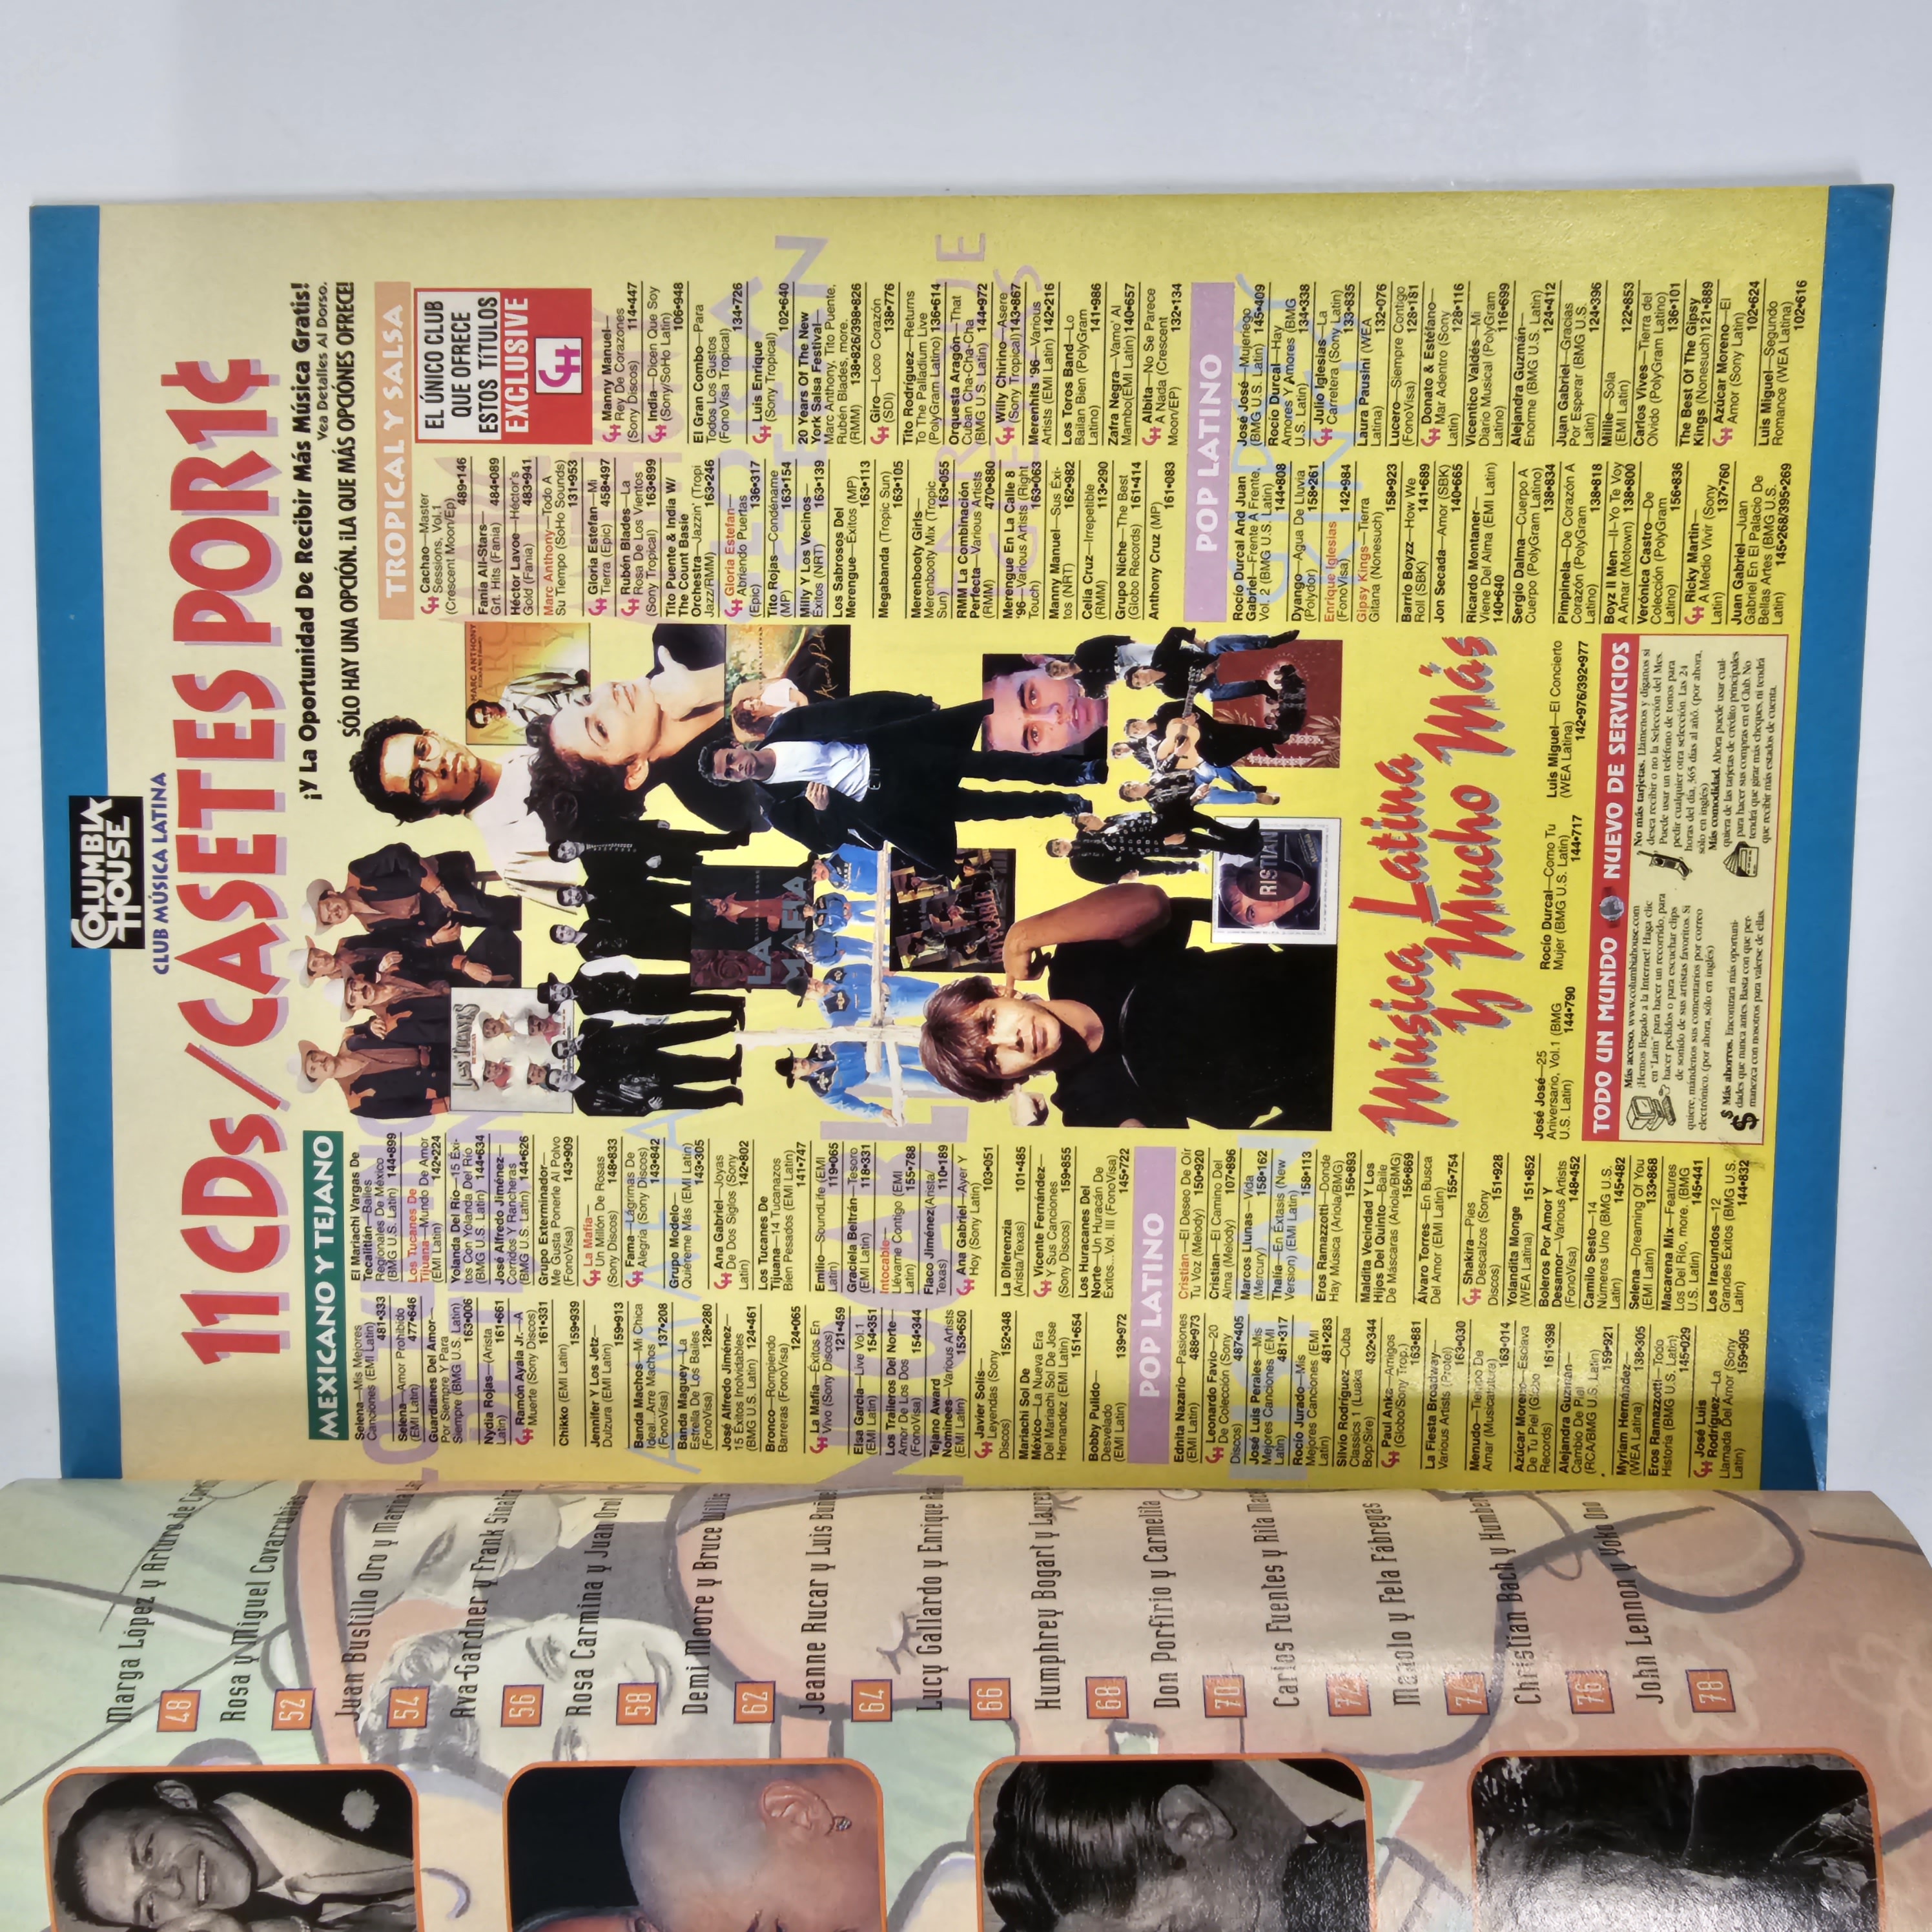 Marga López y Arturo de
48
Rosa y Miguel Covarrubias
52
Juan Bustillo Oro y Marina
54
Ava Gardner y Frank Sinatra
56
Rosa Carmina y Juan Orol
58
Demi Moore y Bruce Willis
62
Jeanne Rucar y Luis Buñuel
64
Lucy Gallardo y Enrique
66
Humphrey Bogart y Lauren
68
Don Porfirio y Carmelita
70
Carlos Fuentes y Rita
72
Manolo y Fela Fábregas
74
Christian Bach y Humberto
76
John Lennon y Yoko Ono
78
COLUMBIA
HOUSE
CLUB MÚSICA LATINA
11 CDs/CASETES POR 1¢
¡Y La Oportunidad De Recibir Más Música Gratis!
Vea Detalles Al Dorso.
SÓLO HAY UNA OPCIÓN. ¡LA QUE MÁS OPCIÓNES OFRECE!
MEXICANO Y TEJANO
Selena—Mis Mejores
Canciones (EMI Latin)
481•333
Selena—Amor Prohibido
(EMI Latin) 477•646
Guardianes Del Amor—
Por Siempre Y Para
Siempre (BMG U.S. Latin)
163•006
Nydia Rojas—(Arista
Latin) 161•661
CH Ramón Ayala Jr.—A
Muerte (Sony Discos)
161•331
Chikko (EMI Latin)
159•939
Jennifer Y Los Jetz—
Dulzura (EMI Latin)
159•913
Banda Machos—Mi Chica
Ideal...Arre Machos
(FonoVisa) 137•208
Banda Maguey—La
Estrella De Los Bailes
(FonoVisa) 128•280
José Alfredo Jiménez—
15 Éxitos Inolvidables
(BMG U.S. Latin) 124•461
Bronco—Rompiendo
Barreras (FonoVisa)
124•065
CH La Mafia—Éxitos En
Vivo (Sony Discos)
121•459
Elsa Garcia—Live Vol.1
(EMI Latin) 154•351
Los Traileros Del Norte—
Amor De Los Dos
(FonoVisa) 154•344
Tejano Award
Nominees—Various Artists
(EMI Latin) 153•650
CH Javier Solís—
Leyendas (Sony
Discos) 152•348
Mariachi Sol De
México—La Nueva Era
Del Mariachi Sol De Jose
Hernandez (EMI Latin)
151•654
Bobby Pulido—
Desvelado
(EMI Latin) 139•972
El Mariachi Vargas De
Tecalitlán—Bailes
Regionales De México
(BMG U.S. Latin) 144•899
Los Tucanes De
Tijuana—Mundo De Amor
(EMI Latin) 142•224
Yolanda Del Río—15 Éxi-
tos Con Yolanda Del Río
(BMG U.S. Latin) 144•634
José Alfredo Jiménez—
Corridos Y Rancheras
(BMG U.S. Latin) 144•626
Grupo Exterminador—
Me Gusta Ponerle Al Polvo
(FonoVisa) 143•909
CH La Mafia—
Un Millón De Rosas
(Sony Discos) 148•833
CH Fama—Lágrimas De
Alegría (Sony Discos)
143•842
Grupo Modelo—
Quiéreme Más (EMI Latin)
143•305
CH Ana Gabriel—Joyas
De Dos Siglos (Sony
Latin) 142•802
Los Tucanes De
Tijuana—14 Tucanazos
Bien Pesados (EMI Latin)
141•747
Emilio—SoundLife (EMI
Latin) 119•065
Graciela Beltrán—Tesoro
(EMI Latin) 118•331
Intocable—
Llévame Contigo (EMI
Latin) 155•788
Flaco Jiménez(Arista/
Texas) 110•189
CH Ana Gabriel—Ayer Y
Hoy (Sony Latin)
103•051
La Diferenzia
(Arista/Texas) 101•485
CH Vicente Fernández—
Y Sus Canciones
(Sony Discos) 159•855
Los Huracanes Del
Norte—Un Huracán De
Éxitos...Vol. III (FonoVisa)
145•722
POP LATINO
Ednita Nazario—Pasiones
(EMI Latin) 488•973
CH Leonardo Favio—20
De Colección (Sony
Discos) 487•405
José Luis Perales—Mis
Mejores Canciones (EMI
Latin) 481•317
Rocío Jurado—Mis
Mejores Canciones (EMI
Latin) 481•283
Silvio Rodríguez—Cuba
Classics 1 (Luaka
Bop/Sire) 432•344
CH Paul Anka—Amigos
(Globo/Sony Trop.)
163•881
La Fiesta Broadway—
Various Artists (Protel)
163•030
Menudo—Tiempo De
Amar (Musicafutura)
163•014
Azúcar Moreno—Esclava
De Tu Piel (Globo
Records) 161•398
Alejandra Guzmán—
Cambio De Piel
(RCA/BMG U.S. Latin)
159•921
Myriam Hernández—
(WEA Latina) 138•305
Eros Ramazzotti—Todo
Historia (BMG U.S. Latin)
145•029
CH José Luis
Rodríguez—La
Llamada Del Amor (Sony
Latin) 159•905
Cristian—El Deseo De Oír
Tu Voz (Melody) 150•920
Cristian—El Camino Del
Alma (Melody) 107•896
Marcos Llunas—Vida
(Mercury) 158•162
Thalía—En Éxtasis (New
Version) (EMI Latin)
158•113
Eros Ramazzotti—Donde
Hay Música (Ariola/BMG)
156•893
Maldita Vecindad Y Los
Hijos Del Quinto—Baile
De Máscaras (Ariola/BMG)
156•869
Álvaro Torres—En Busca
Del Amor (EMI Latin)
155•754
CH Shakira—Pies
Descalzos (Sony
Discos) 151•928
Yolandita Monge
(WEA Latina) 151•852
Boleros Por Amor Y
Desamor—Various Artists
(FonoVisa) 148•452
Camilo Sesto—14
Números Uno (BMG U.S.
Latin) 145•482
Selena—Dreaming Of You
(EMI Latin) 133•868
Macarena Mix—Features
Los Del Río, more. (BMG
U.S. Latin) 145•441
Los Iracundos—12
Grandes Éxitos (BMG U.S.
Latin) 144•832
LOS TUCANES
MARC ANTHONY
LA
MAFIA
INTOCABLE
RISTIAN
Música Latina
Y Mucho Más
José José—25
Aniversario, Vol.1 (BMG
U.S. Latin) 144•790
Rocío Durcal—Como Tu
Mujer (BMG U.S. Latin)
144•717
Luis Miguel—El Concierto
(WEA Latina)
142•976/392•977
TODO UN MUNDO NUEVO DE SERVICIOS
Más acceso. www.columbiahouse.com
¡Hemos llegado a la Internet! Haga clic
en "Latin" para hacer un recorrido, para
hacer pedidos o para escuchar clips
de sonido de sus artistas favoritos. Si
quiere, mándenos sus comentarios por correo
electrónico. (por ahora, sólo en inglés)
$ Más ahorros. Encontrará más oportuni-
$ dades que nunca antes. Basta con que per-
manezca con nosotros para valerse de ellas.
No más tarjetas. Llámenos y díganos si
desea recibir o no la Selección del Mes.
Puede usar un teléfono de tonos para
pedir cualquier otra selección. Las 24
horas del día, 365 días al año. (por ahora,
sólo en inglés)
Más comodidad. Ahora puede usar cual-
quiera de las tarjetas de crédito principales
para hacer sus compras en el Club. No
tendrá que girar más cheques, ni tendrá
que recibir más estados de cuenta.
TROPICAL Y SALSA
CH Cachao—Master
Sessions, Vol.1
(Crescent Moon/Ep)
489•146
Fania All-Stars—
Grt. Hits (Fania) 484•089
Héctor Lavoe—Héctor's
Gold (Fania) 483•941
Marc Anthony—Todo A
Su Tiempo (SoHo Sounds)
131•953
CH Gloria Estefan—Mi
Tierra (Epic) 458•497
CH Rubén Blades—La
Rosa De Los Vientos
(Sony Tropical) 163•899
Tito Puente & India W/
The Count Basie
Orchestra—Jazzin' (Tropi
Jazz/RMM) 163•246
CH Gloria Estefan—
Abriendo Puertas
(Epic) 136•317
Tito Rojas—Condéname
(MP) 163•154
Milly Y Los Vecinos—
Éxitos (NRT) 163•139
Los Sabrosos Del
Merengue—Éxitos (MP)
163•113
Megabanda (Tropic Sun)
163•105
Merenbooty Girls—
Merenbooty Mix (Tropic
Sun) 163•055
RMM La Combinación
Perfecta—Various Artists
(RMM) 470•880
Merengue En La Calle 8
'96—Various Artists (Right
Touch) 163•063
Manny Manuel—Sus Éxi-
tos (NRT) 162•982
Celia Cruz—Irrepetible
(RMM) 113•290
Grupo Niche—The Best
(Globo Records) 161•414
Anthony Cruz (MP)
161•083
EL ÚNICO CLUB
QUE OFRECE
ESTOS TíTULOS
EXCLUSIVE
CH
CH Manny Manuel—
Rey De Corazones
(Sony Discos) 114•447
CH India—Dicen Que Soy
(Sony/SoHo Latin)
106•948
El Gran Combo—Para
Todos Los Gustos
(FonoVisa Tropical)
134•726
CH Luis Enrique
(Sony Tropical)
102•640
20 Years Of The New
York Salsa Festival—
Marc Anthony, Tito Puente,
Rubén Blades, more.
(RMM) 138•826/398•826
CH Giro—Loco Corazón
(SDI) 138•776
Tito Rodríguez—Returns
To The Palladium Live
(PolyGram Latino) 136•614
Orquesta Aragón—That
Cuban Cha-Cha-Cha
(BMG U.S. Latin) 144•972
CH Willy Chirino—Asere
(Sony Tropical)143•867
Merenhits '96—Various
Artists (EMI Latin) 142•216
Los Toros Band—Lo
Bailan Bien (PolyGram
Latino) 141•986
Zafra Negra—Vamo' Al
Mambo(EMI Latin) 140•657
CH Albita—No Se Parece
A Nada (Crescent
Moon/EP) 132•134
POP LATINO
Rocío Durcal And Juan
Gabriel—Frente A Frente,
Vol. 2 (BMG U.S. Latin)
144•808
Dyango—Agua De Lluvia
(Polydor) 158•261
Enrique Iglesias
(FonoVisa) 142•984
Gipsy Kings—Tierra
Gitana (Nonesuch)
158•923
Barrio Boyzz—How We
Roll (SBK) 141•689
Jon Secada—Amor (SBK)
140•665
Ricardo Montaner—
Viene Del Alma (EMI Latin)
140•640
Sergio Dalma—Cuerpo A
Cuerpo (PolyGram Latino)
138•834
Pimpinela—De Corazón A
Corazón (PolyGram
Latino) 138•818
Boyz II Men—II–Yo Te Voy
A Amar (Motown) 138•800
Verónica Castro—De
Colección (PolyGram
Latino) 156•836
CH Ricky Martin—
A Medio Vivir (Sony
Latin) 137•760
Juan Gabriel—Juan
Gabriel En El Palacio De
Bellas Artes (BMG U.S.
Latin) 145•268/395•269
José José—Mujeriego
(BMG U.S. Latin) 145•409
Rocío Durcal—Hay
Amores Y Amores (BMG
U.S. Latin) 134•338
CH Julio Iglesias—La
Carretera (Sony Latin)
133•835
Laura Pausini (WEA
Latina) 132•076
Lucero—Siempre Contigo
(FonoVisa) 128•181
CH Donato & Estéfano—
Mar Adentro (Sony
Latin) 128•116
Vicentico Valdés—Mi
Diario Musical (PolyGram
Latino) 116•699
Alejandra Guzmán—
Enorme (BMG U.S. Latin)
124•412
Juan Gabriel—Gracias
Por Esperar (BMG U.S.
Latin) 124•396
Millie—Sola
(EMI Latin) 122•853
Carlos Vives—Tierra del
Olvido (PolyGram Latino)
136•101
The Best Of The Gipsy
Kings (Nonesuch)121•889
CH Azúcar Moreno—El
Amor (Sony Latin)
102•624
Luis Miguel—Segundo
Romance (WEA Latina)
102•616